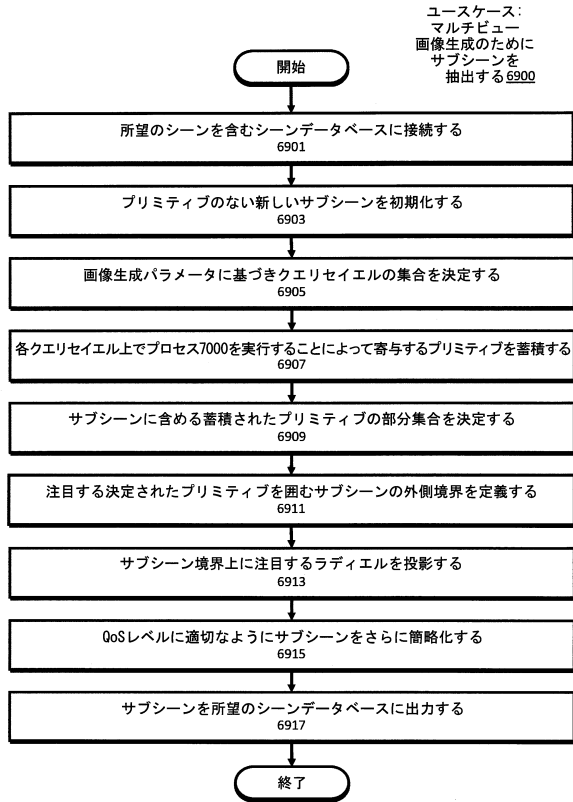 ユースケース:
マルチビュー
画像生成のために
サブシーンを
抽出する 6900
開始
所望のシーンを含むシーンデータベースに接続する
6901
プリミティブのない新しいサブシーンを初期化する
6903
画像生成パラメータに基づきクエリセイエルの集合を決定する
6905
各クエリセイエル上でプロセス7000を実行することによって寄与するプリミティブを蓄積する
6907
サブシーンに含める蓄積されたプリミティブの部分集合を決定する
6909
注目する決定されたプリミティブを囲むサブシーンの外側境界を定義する
6911
サブシーン境界上に注目するラディエルを投影する
6913
QoSレベルに適切なようにサブシーンをさらに簡略化する
6915
サブシーンを所望のシーンデータベースに出力する
6917
終了